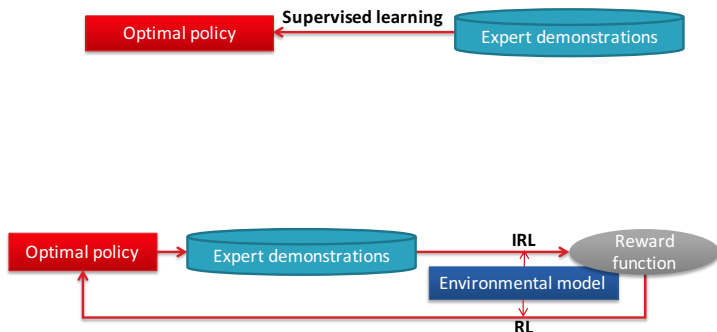 Supervised learning
Optimal policy
Expert demonstrations
IRL
Optimal policy
Expert demonstrations
Reward
function
Environmental model
RL